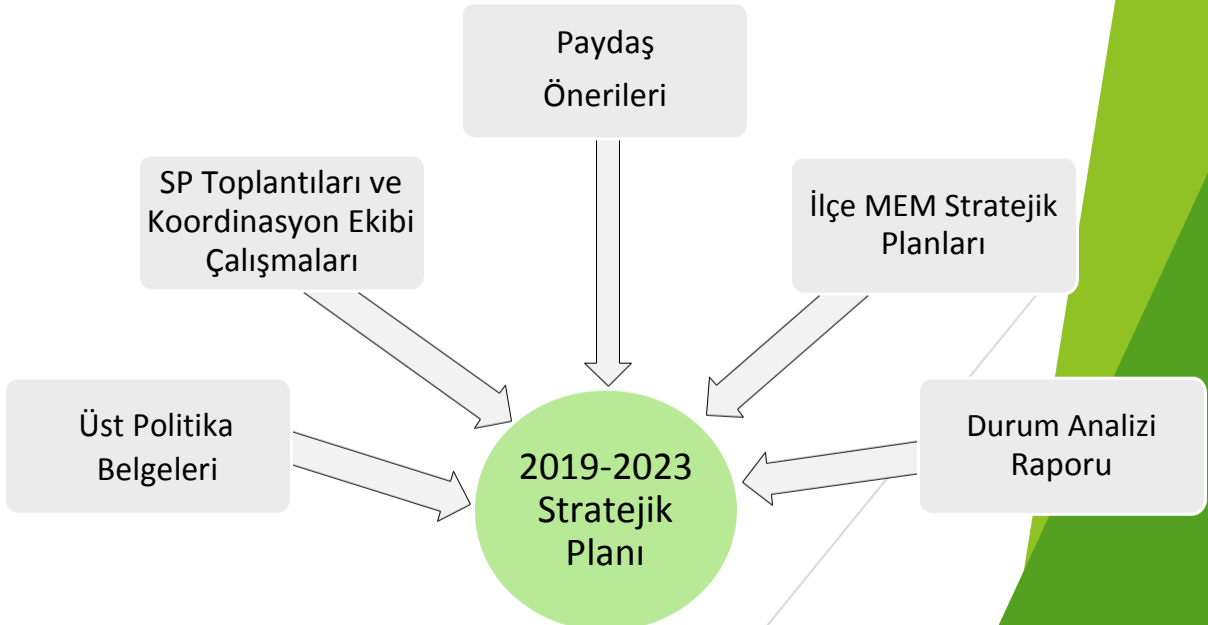 Paydaş
Önerileri
SP Toplantıları ve
Koordinasyon Ekibi
Çalışmaları
İlçe MEM Stratejik
Planları
Üst Politika
Belgeleri
Durum Analizi
Raporu
2019-2023
Stratejik
Planı